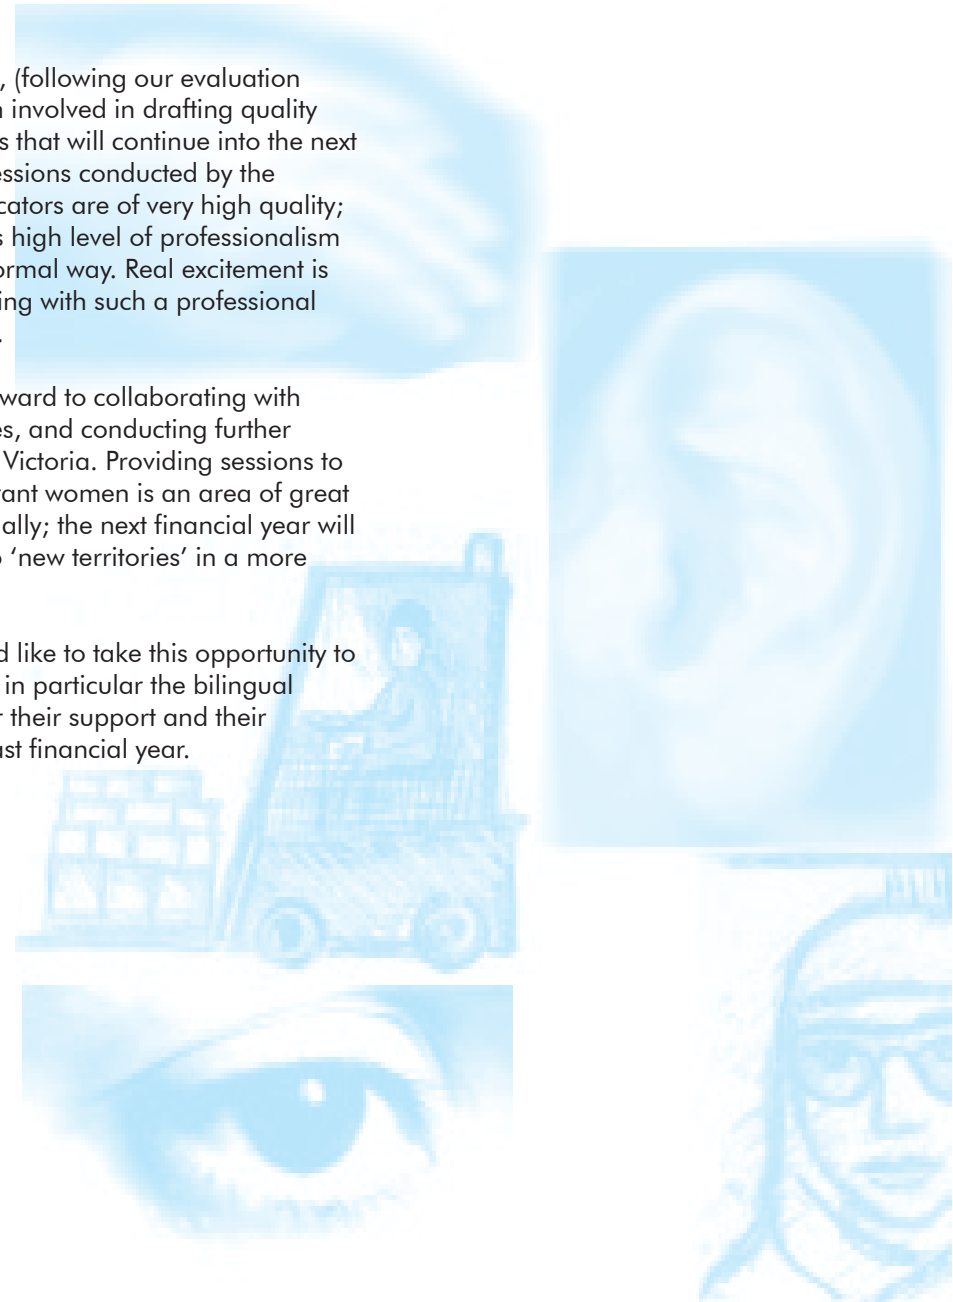 , (following our evaluation
involved in drafting quality
s that will continue into the next
essions conducted by the
cators are of very high quality;
s high level of professionalism
ormal way. Real excitement is
ing with such a professional
.
ward to collaborating with
es, and conducting further
Victoria. Providing sessions to
rant women is an area of great
ally; the next financial year will
‘new territories’ in a more
d like to take this opportunity to
in particular the bilingual
r their support and their
ast financial year.